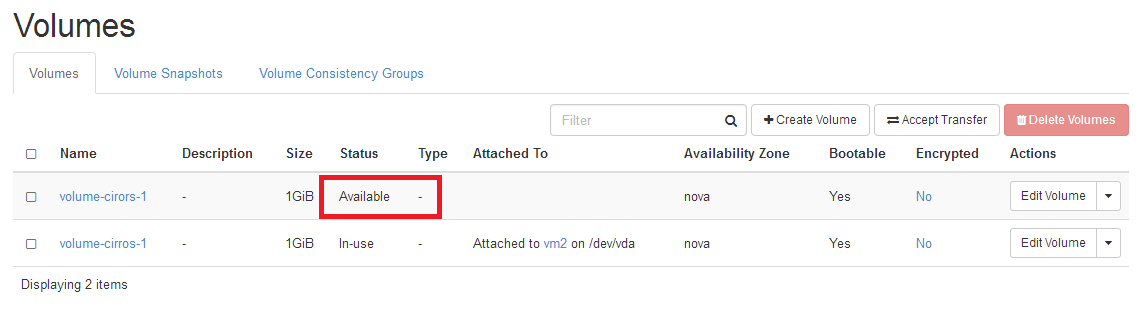 Volumes
Volumes Volume Snapshots Volume Consistency Groups
Filter Create Volume Accept Transfer Delete Volumes
Name Description Size Status Type Attached To Availability Zone Bootable Encrypted Actions
volume-cirors-1 - 1GiB Available - nova Yes No Edit Volume
volume-cirros-1 - 1GiB In-use - Attached to vm2 on /dev/vda nova Yes No Edit Volume
Displaying 2 items